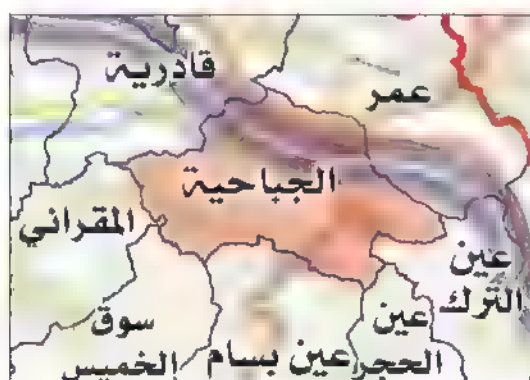 قادرية
عمر
الجباحية
المقراني
عين
الترك
سوق
الخميس
عين بسام
عين
الحجر